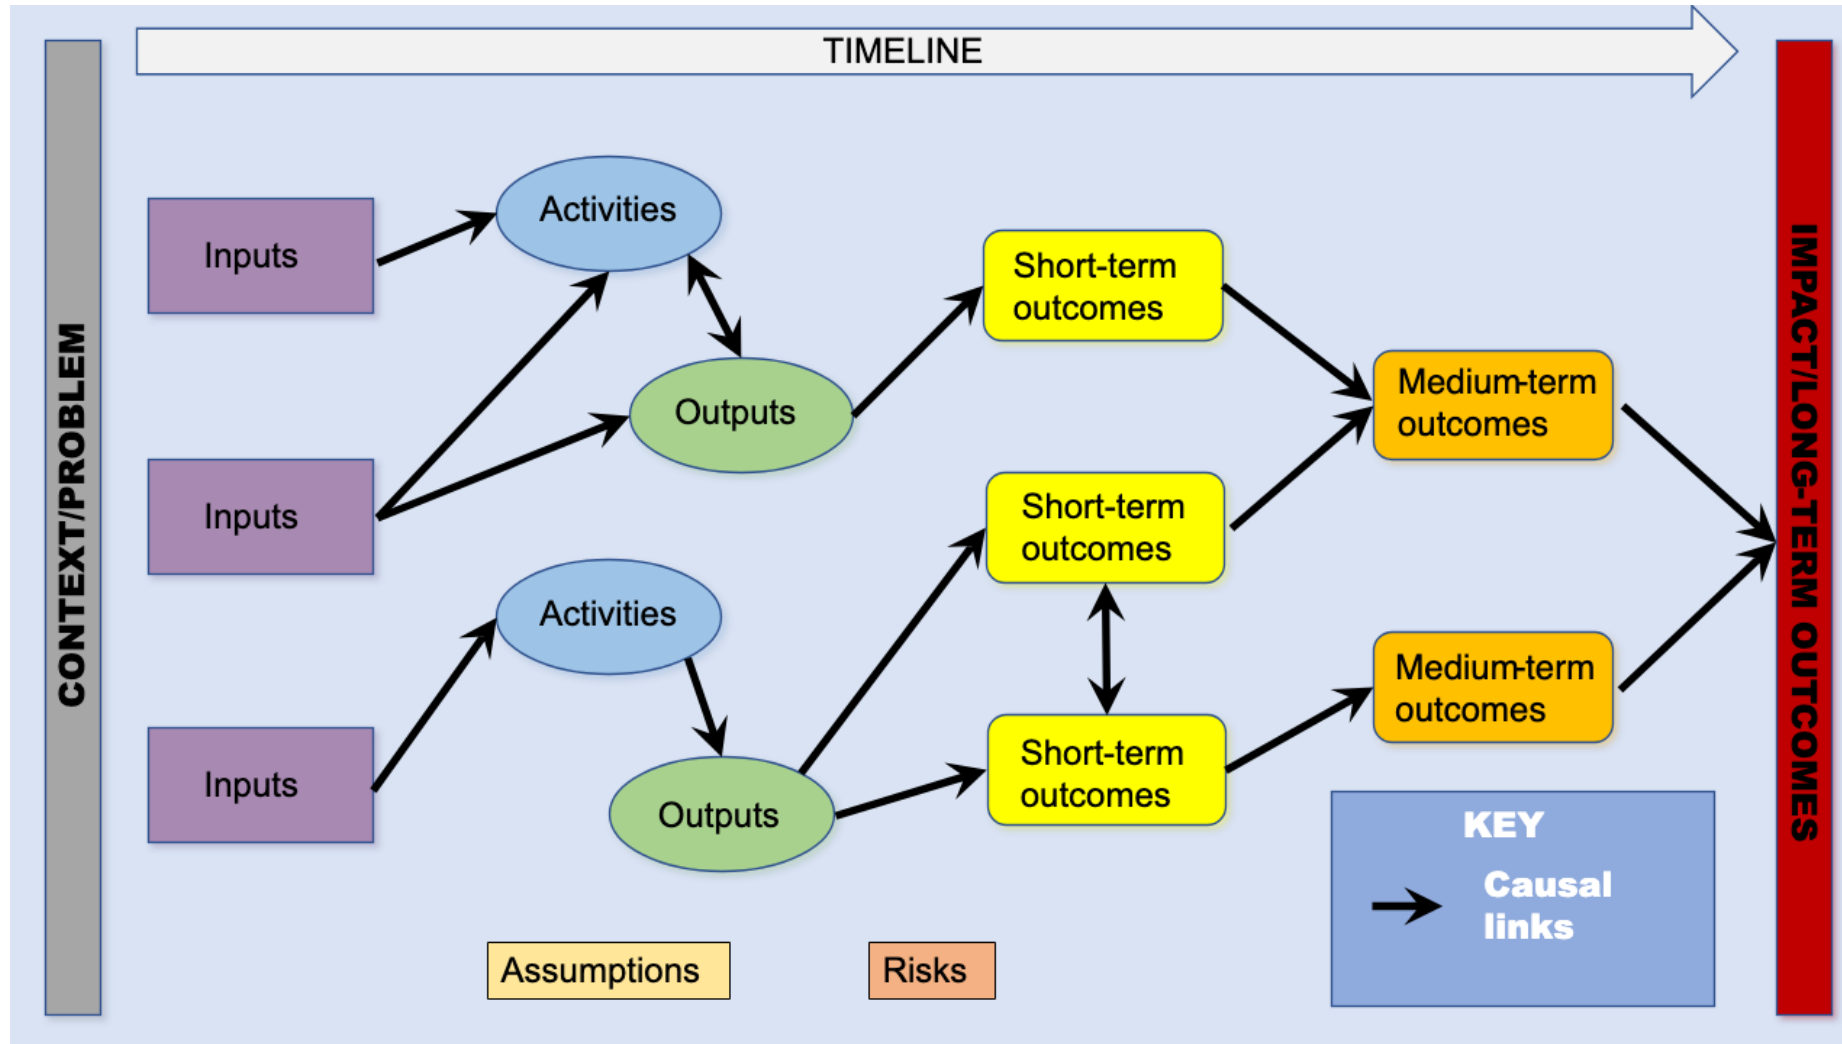 TIMELINE
CONTEXT/PROBLEM
Inputs
Activities
Outputs
Short-term
outcomes
Medium-term
outcomes
Inputs
Short-term
outcomes
Activities
Inputs
Outputs
Short-term
outcomes
Medium-term
outcomes
IMPACT/LONG-TERM OUTCOMES
KEY
Causal
links
Assumptions
Risks